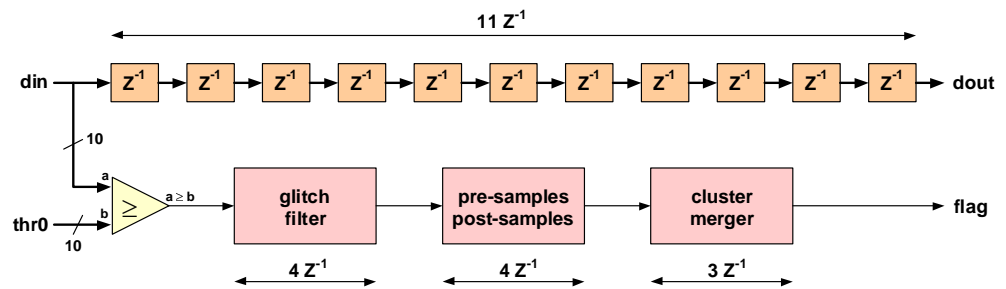 11 Z⁻¹
din Z⁻¹ Z⁻¹ Z⁻¹ Z⁻¹ Z⁻¹ Z⁻¹ Z⁻¹ Z⁻¹ Z⁻¹ Z⁻¹ Z⁻¹ dout
10
a
b
≥
a ≥ b
thr0
10
glitch
filter
pre-samples
post-samples
cluster
merger
flag
4 Z⁻¹
4 Z⁻¹
3 Z⁻¹